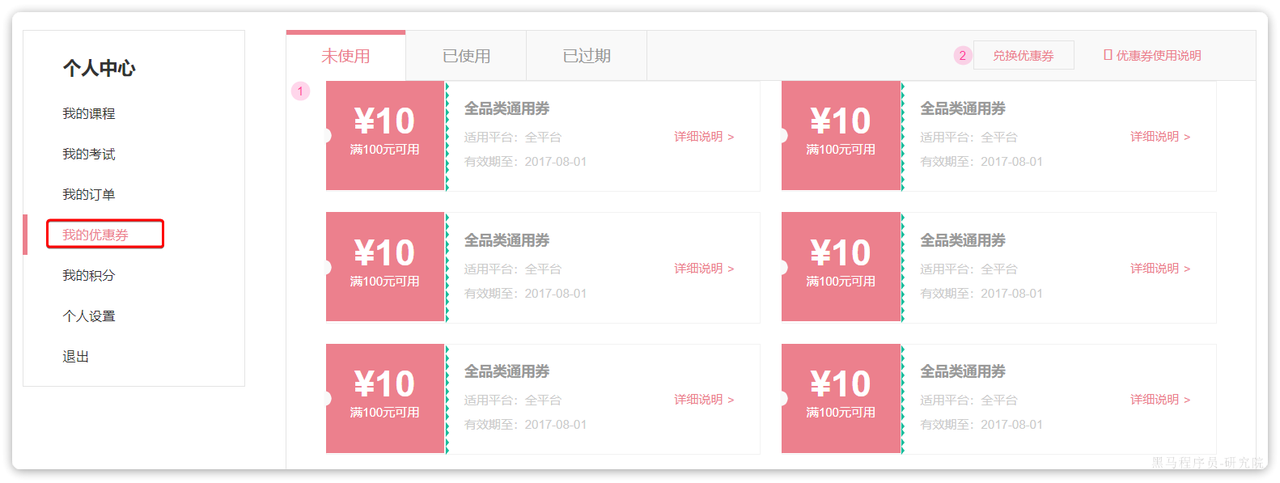 个人中心
我的课程
我的考试
我的订单
我的优惠券
我的积分
个人设置
退出
未使用 已使用 已过期 2 兑换优惠券 优惠券使用说明
1
¥10
满100元可用
全品类通用券
适用平台：全平台
有效期至：2017-08-01
详细说明 >
¥10
满100元可用
全品类通用券
适用平台：全平台
有效期至：2017-08-01
详细说明 >
¥10
满100元可用
全品类通用券
适用平台：全平台
有效期至：2017-08-01
详细说明 >
¥10
满100元可用
全品类通用券
适用平台：全平台
有效期至：2017-08-01
详细说明 >
¥10
满100元可用
全品类通用券
适用平台：全平台
有效期至：2017-08-01
详细说明 >
¥10
满100元可用
全品类通用券
适用平台：全平台
有效期至：2017-08-01
详细说明 >
黑马程序员-研究院